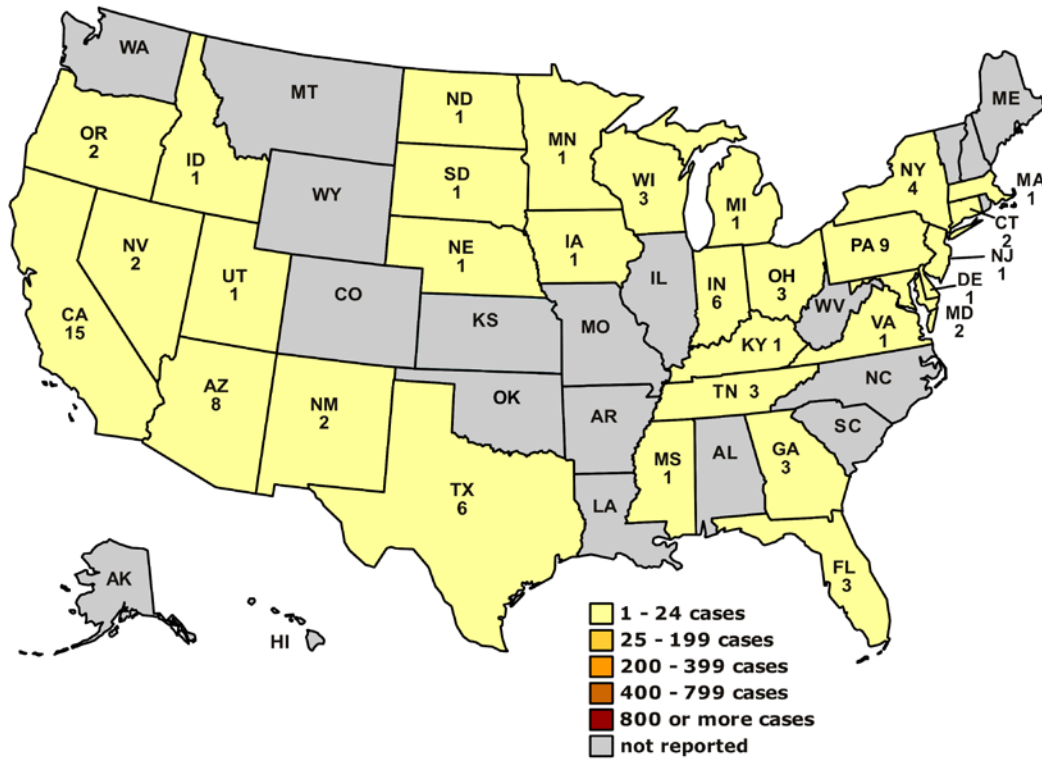 WA
MT
ME
ND
1
OR
2
MN
1
ID
1
NY
4
MA
1
SD
1
WI
3
WY
MI
1
CT
2
NV
2
NE
1
IA
1
PA 9
NJ
1
UT
1
CO
IL
IN
6
OH
3
DE
1
CA
15
KS
MO
WV
VA
1
MD
2
KY 1
AZ
8
NM
2
OK
AR
TN 3
NC
SC
MS
1
AL
GA
3
TX
6
LA
FL
3
AK
HI
1 - 24 cases
25 - 199 cases
200 - 399 cases
400 - 799 cases
800 or more cases
not reported